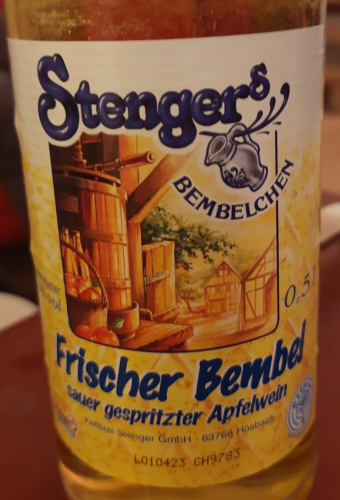 Stengers
BEMBELCHEN
0,5 l
Frischer Bembel
sauer gespritzter Apfelwein
Kelterei Stenger GmbH - 63768 Hösbach
L010423 CH9783